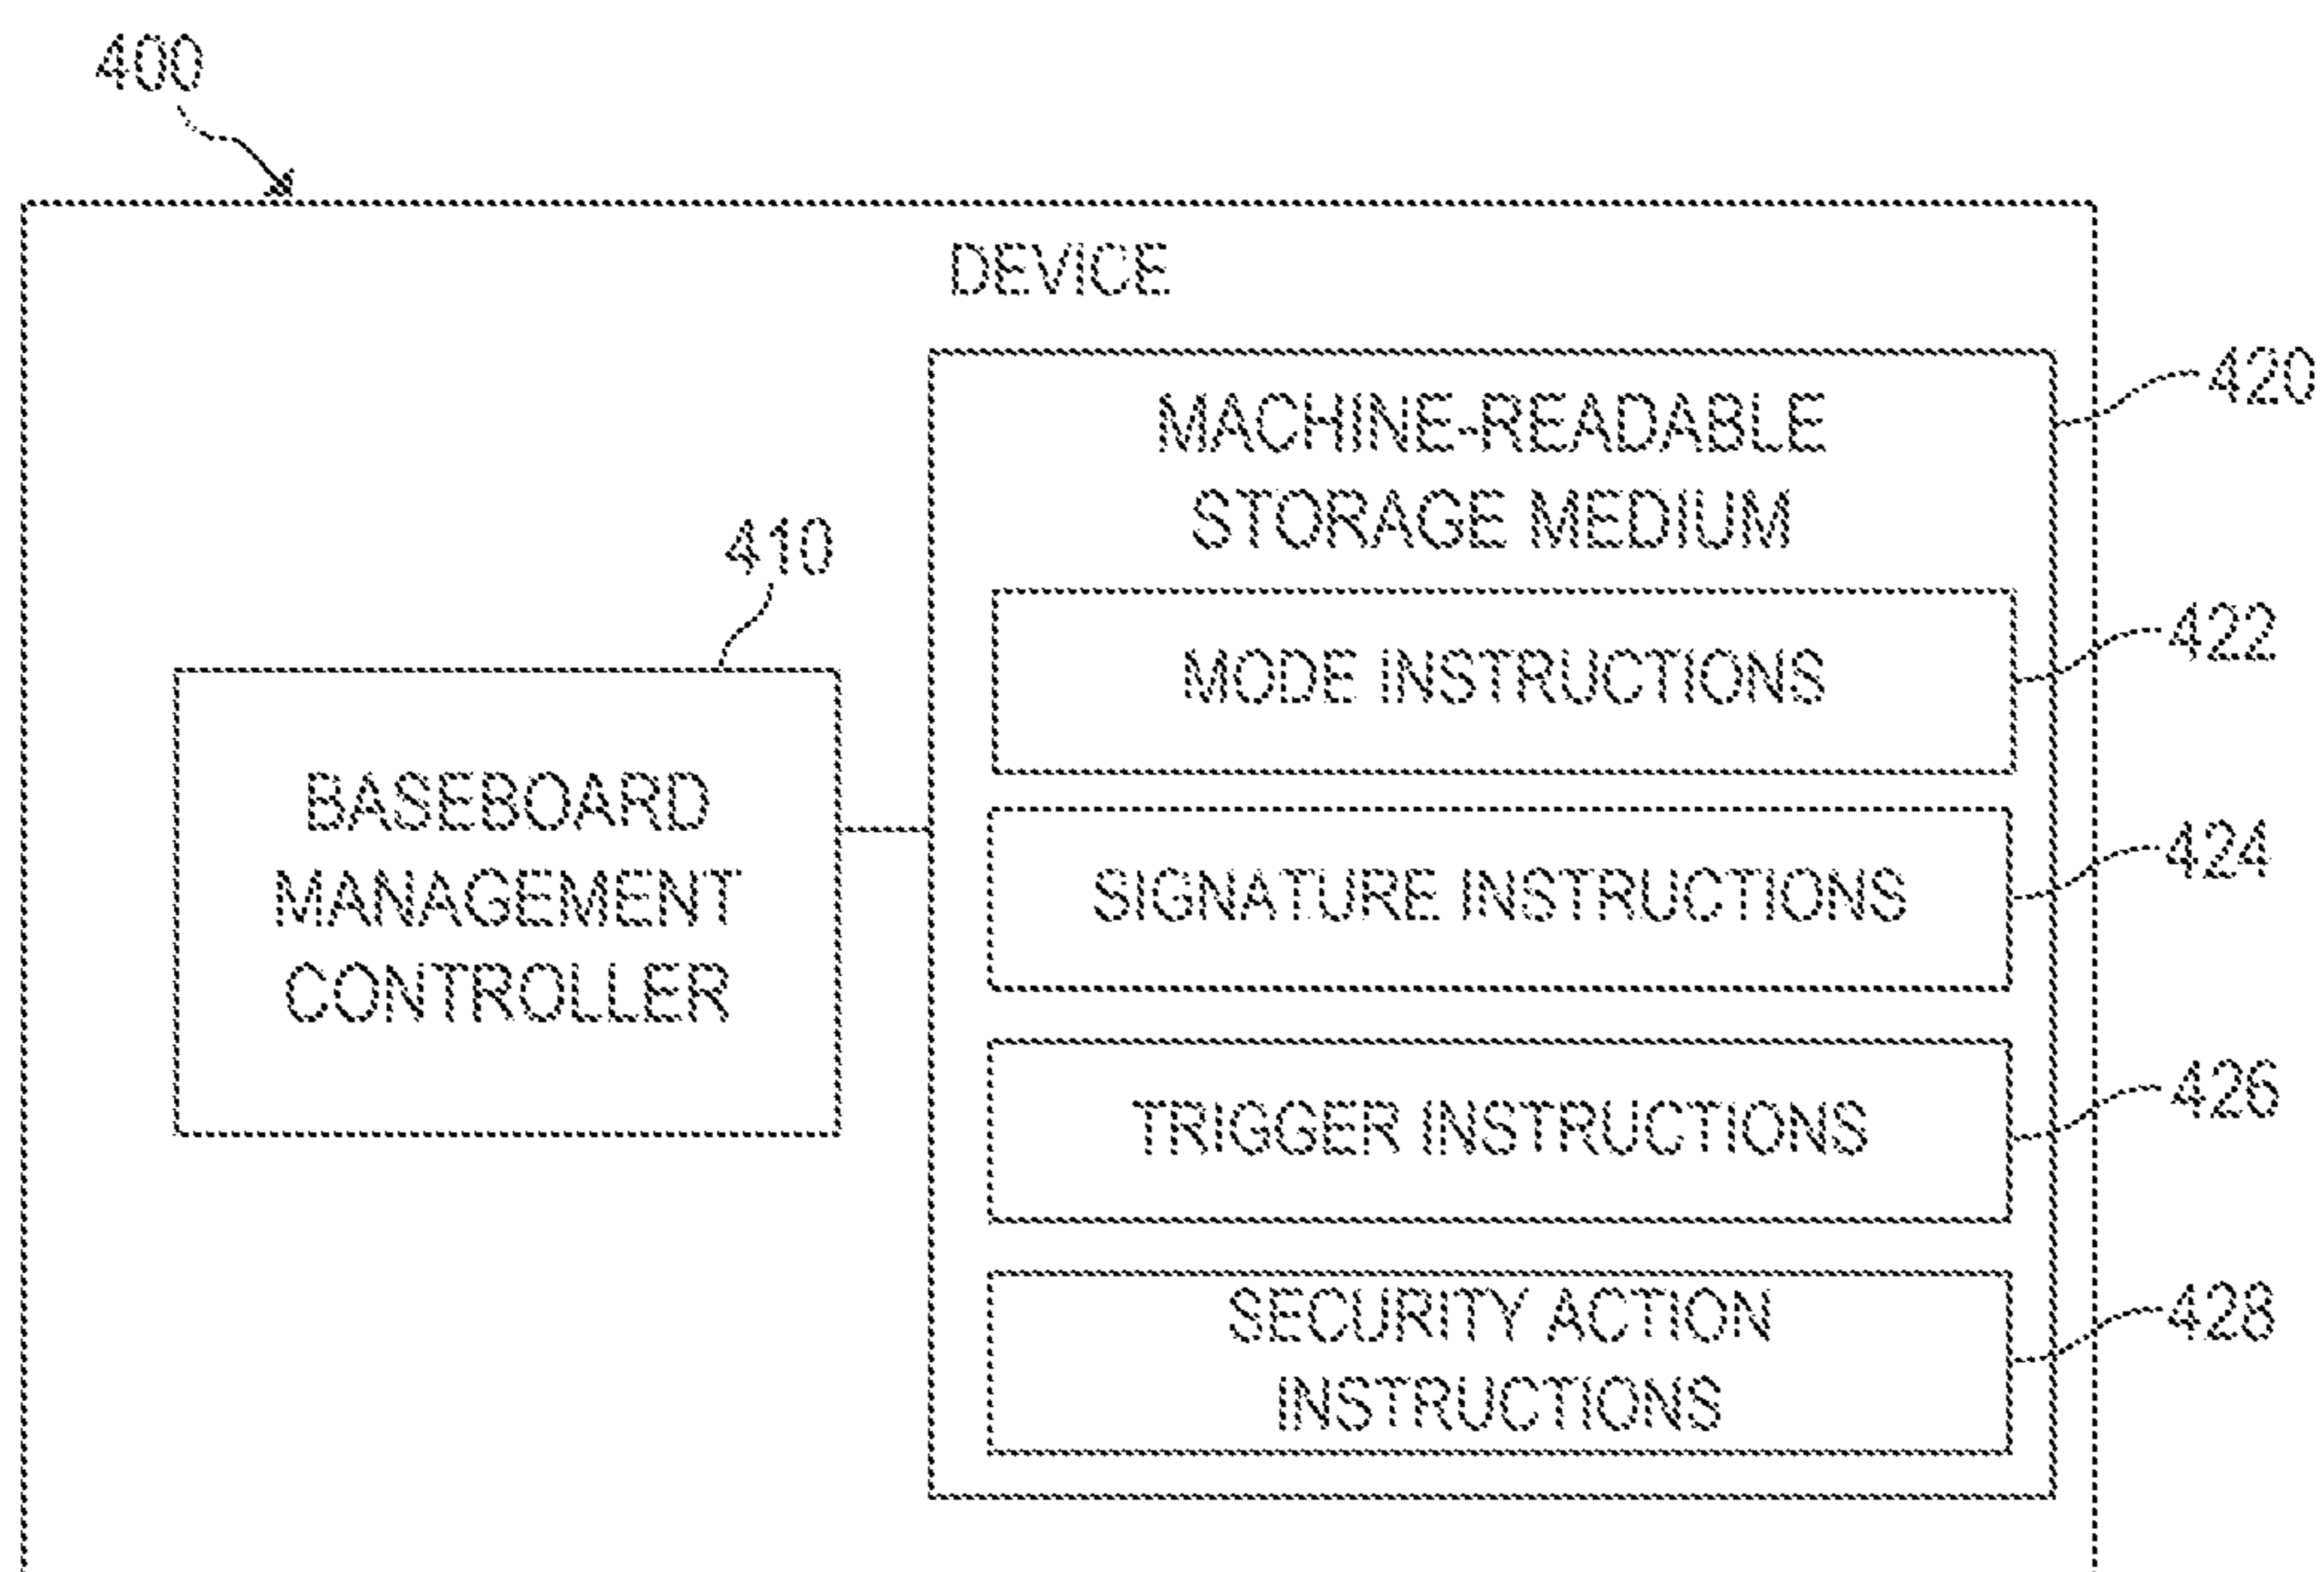 400
DEVICE
MACHINE-READABLE
STORAGE MEDIUM
420
410
MODE INSTRUCTIONS
422
BASEBOARD
MANAGEMENT
CONTROLLER
SIGNATURE INSTRUCTIONS
424
TRIGGER INSTRUCTIONS
426
SECURITY ACTION
INSTRUCTIONS
428